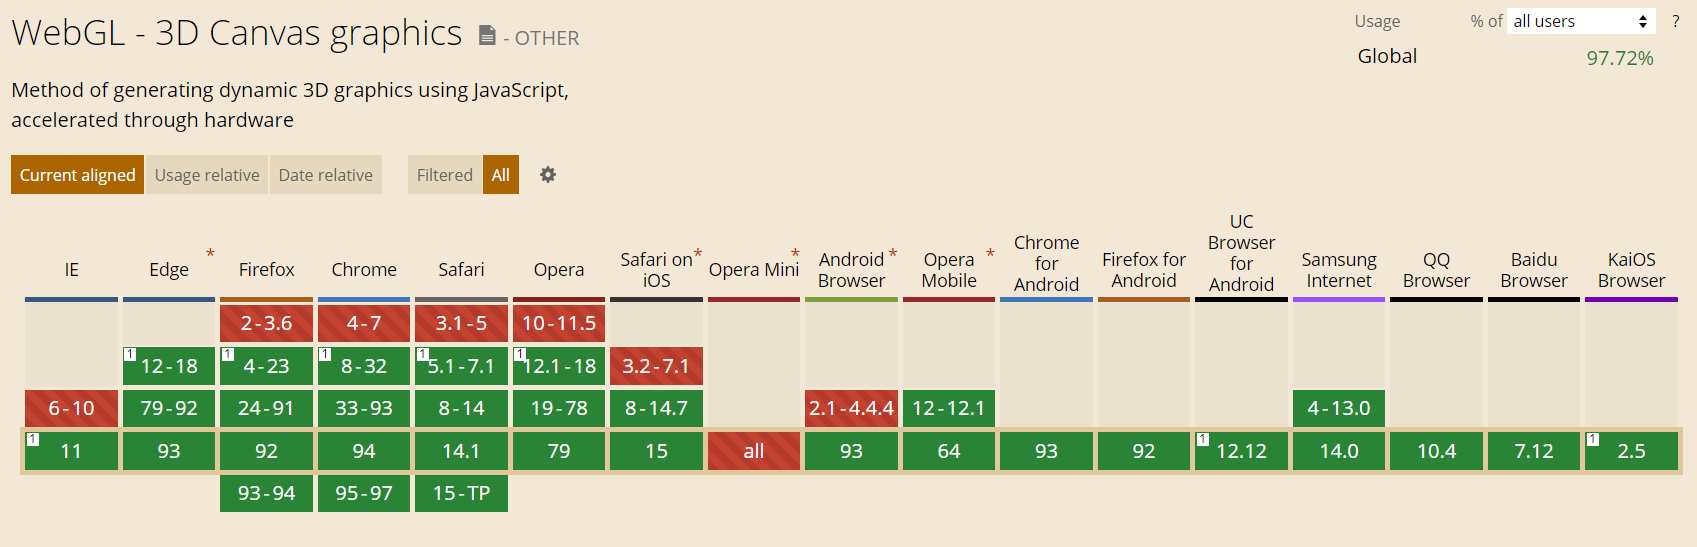 WebGL - 3D Canvas graphics - OTHER
Usage % of all users ?
Global 97.72%
Method of generating dynamic 3D graphics using JavaScript,
accelerated through hardware
Current aligned Usage relative Date relative Filtered All
IE Edge * Firefox Chrome Safari Opera Safari on iOS * Opera Mini * Android Browser * Opera Mobile * Chrome for Android Firefox for Android UC Browser for Android Samsung Internet QQ Browser Baidu Browser KaiOS Browser
2-3.6 4-7 3.1-5 10-11.5
1 12-18 1 4-23 1 8-32 1 5.1-7.1 1 12.1-18 3.2-7.1
6-10 79-92 24-91 33-93 8-14 19-78 8-14.7 2.1-4.4.4 12-12.1 4-13.0
1 11 93 92 94 14.1 79 15 all 93 64 93 92 1 12.12 14.0 10.4 7.12 1 2.5
93-94 95-97 15-TP